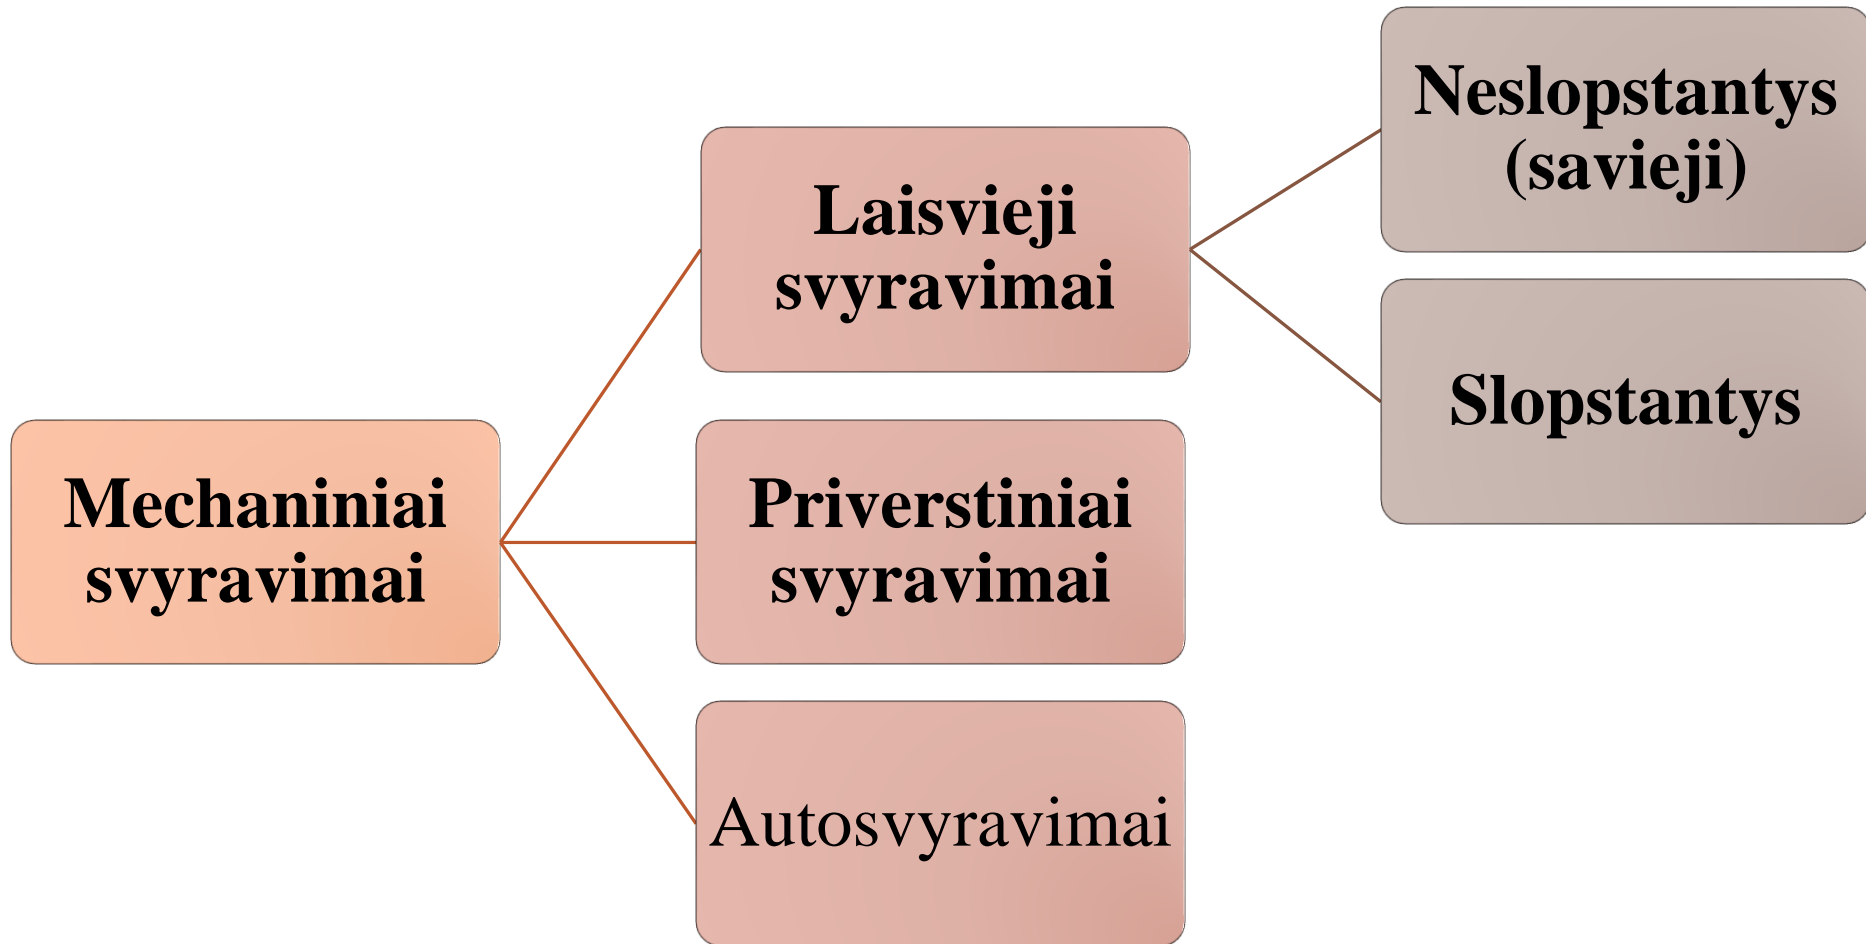 Mechaniniai
svyravimai
Laisvieji
svyravimai
Neslopstantys
(savieji)
Slopstantys
Priverstiniai
svyravimai
Autosvyravimai